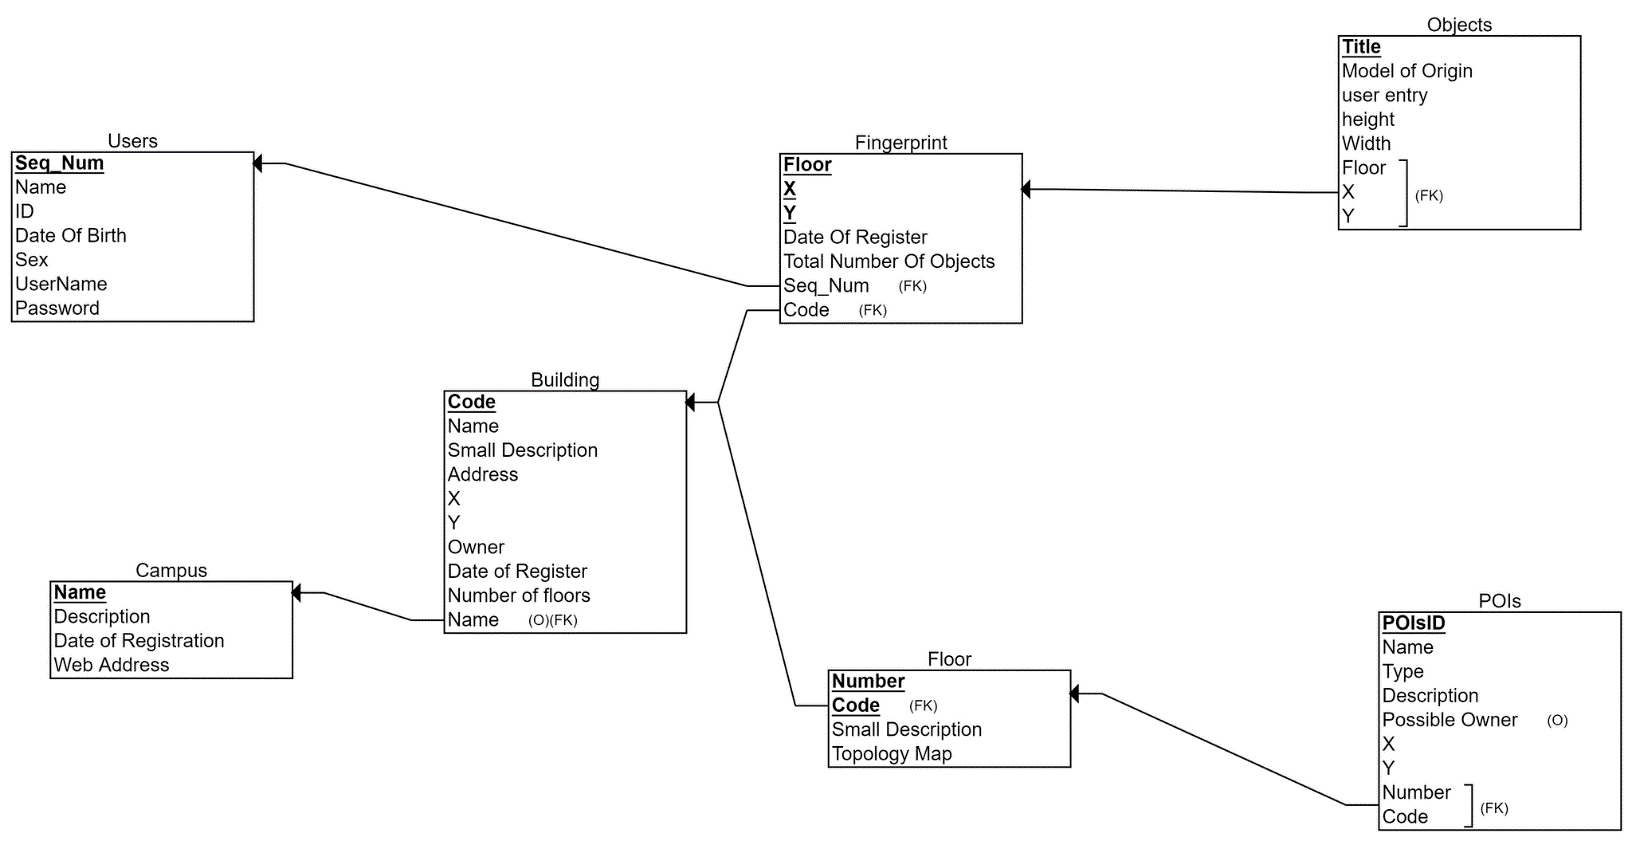 Objects
Title
Model of Origin
user entry
height
Width
Floor
X (FK)
Y
Users
Seq_Num
Name
ID
Date Of Birth
Sex
UserName
Password
Fingerprint
Floor
X
Y
Date Of Register
Total Number Of Objects
Seq_Num (FK)
Code (FK)
Building
Code
Name
Small Description
Address
X
Y
Owner
Date of Register
Number of floors
Name (O)(FK)
Campus
Name
Description
Date of Registration
Web Address
Floor
Number
Code (FK)
Small Description
Topology Map
POIs
POIsID
Name
Type
Description
Possible Owner (O)
X
Y
Number
Code (FK)